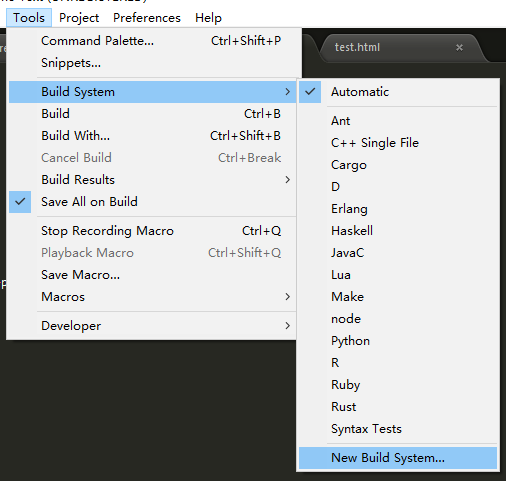 Tools Project Preferences Help
test.html ×
Command Palette... Ctrl+Shift+P
Snippets...
Build System
Build Ctrl+B
Build With... Ctrl+Shift+B
Cancel Build Ctrl+Break
Build Results
Save All on Build
Stop Recording Macro Ctrl+Q
Playback Macro Ctrl+Shift+Q
Save Macro...
Macros
Developer
Automatic
Ant
C++ Single File
Cargo
D
Erlang
Haskell
JavaC
Lua
Make
node
Python
R
Ruby
Rust
Syntax Tests
New Build System...